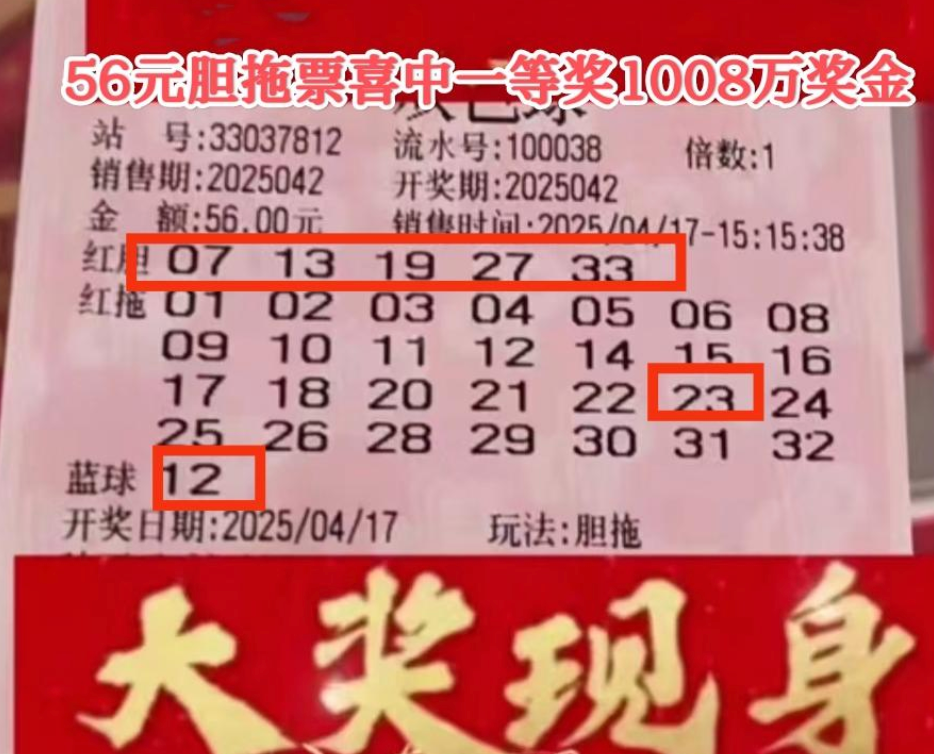 56元胆拖票喜中一等奖1008万奖金
站 号:33037812 流水号:100038 倍数:1
销售期:2025042 开奖期:2025042
金 额:56.00元 销售时间:2025/04/17-15:15:38
红胆 07 13 19 27 33
红拖 01 02 03 04 05 06 08
09 10 11 12 14 15 16
17 18 20 21 22 23 24
25 26 28 29 30 31 32
蓝球 12
开奖日期:2025/04/17 玩法:胆拖
大奖现身